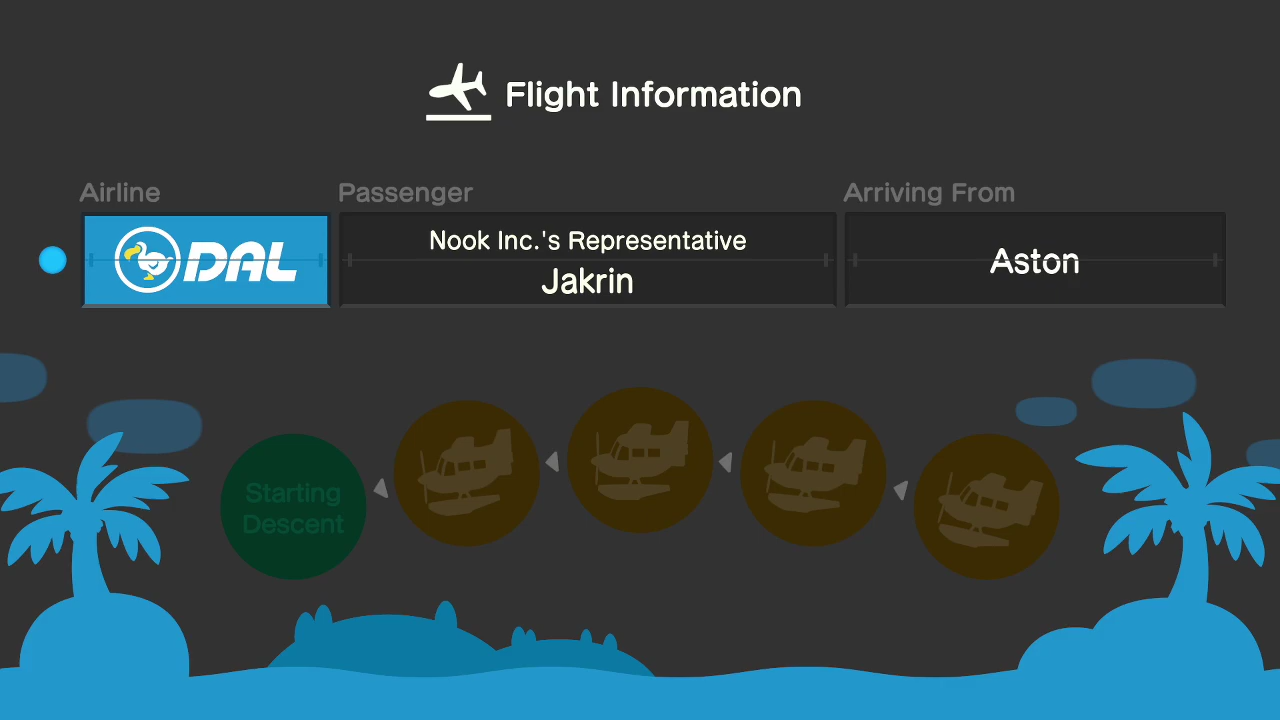 Flight Information
Airline
Passenger
Arriving From
DAL
Nook Inc.'s Representative
Jakrin
Aston
Starting
Descent